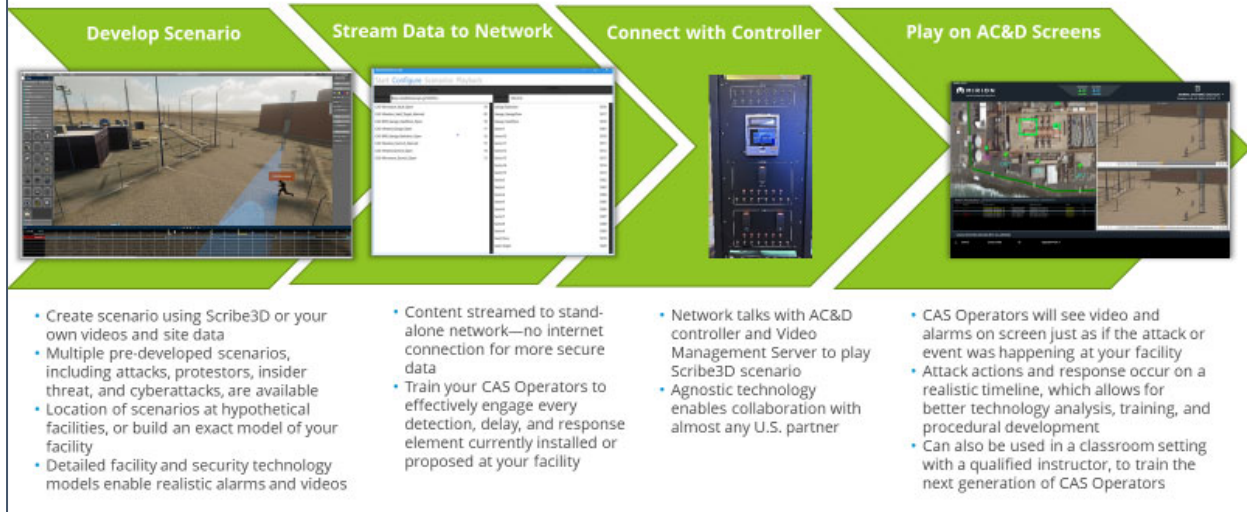 Develop Scenario
Stream Data to Network
Connect with Controller
Play on AC&D Screens
Start Configure Scenarios Playback
MIRION
• Create scenario using Scribe3D or your
own videos and site data
• Multiple pre-developed scenarios,
including attacks, protestors, insider
threat, and cyberattacks, are available
• Location of scenarios at hypothetical
facilities, or build an exact model of your
facility
• Detailed facility and security technology
models enable realistic alarms and videos
• Content streamed to stand-
alone network—no internet
connection for more secure
data
• Train your CAS Operators to
effectively engage every
detection, delay, and response
element currently installed or
proposed at your facility
• Network talks with AC&D
controller and Video
Management Server to play
Scribe3D scenario
• Agnostic technology
enables collaboration with
almost any U.S. partner
• CAS Operators will see video and
alarms on screen just as if the attack or
event was happening at your facility
• Attack actions and response occur on a
realistic timeline, which allows for
better technology analysis, training, and
procedural development
• Can also be used in a classroom setting
with a qualified instructor, to train the
next generation of CAS Operators